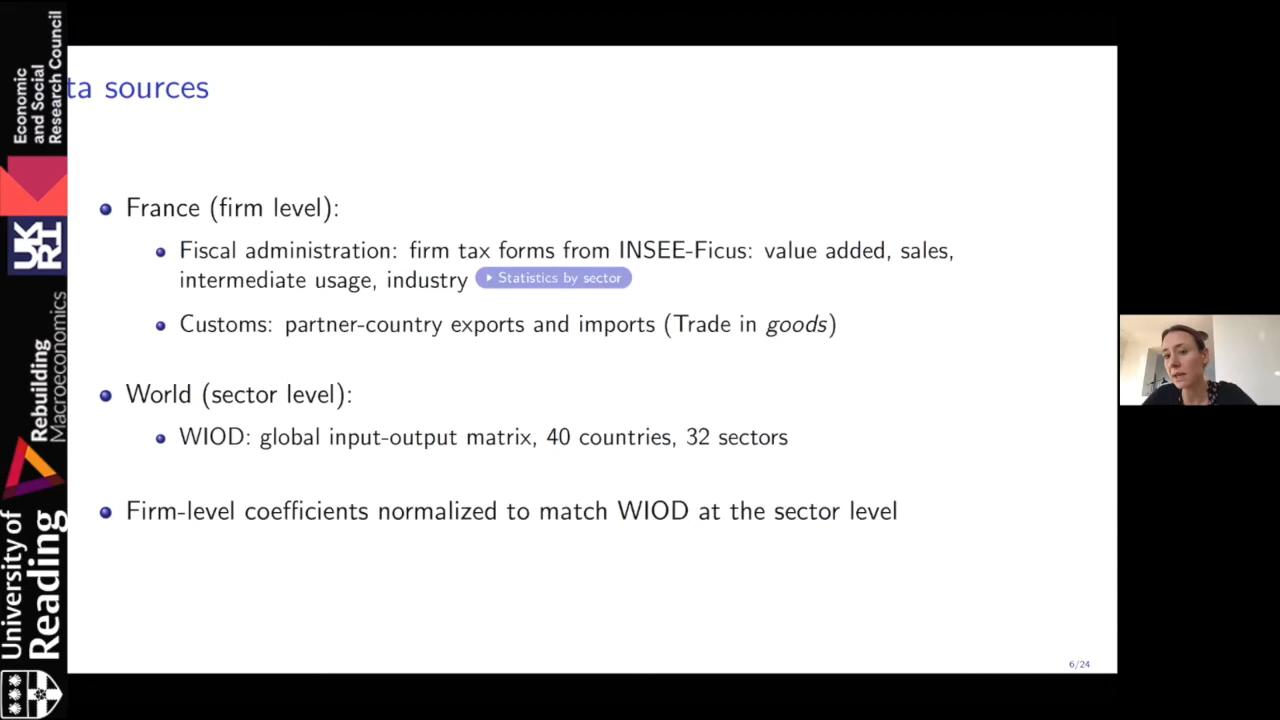 ta sources
France (firm level):
Fiscal administration: firm tax forms from INSEE-Ficus: value added, sales,
intermediate usage, industry Statistics by sector
Customs: partner-country exports and imports (Trade in goods)
World (sector level):
WIOD: global input-output matrix, 40 countries, 32 sectors
Firm-level coefficients normalized to match WIOD at the sector level
6/24
Economic
and Social
Research Council
UK
RI
Rebuilding
Macroeconomics
University of
Reading